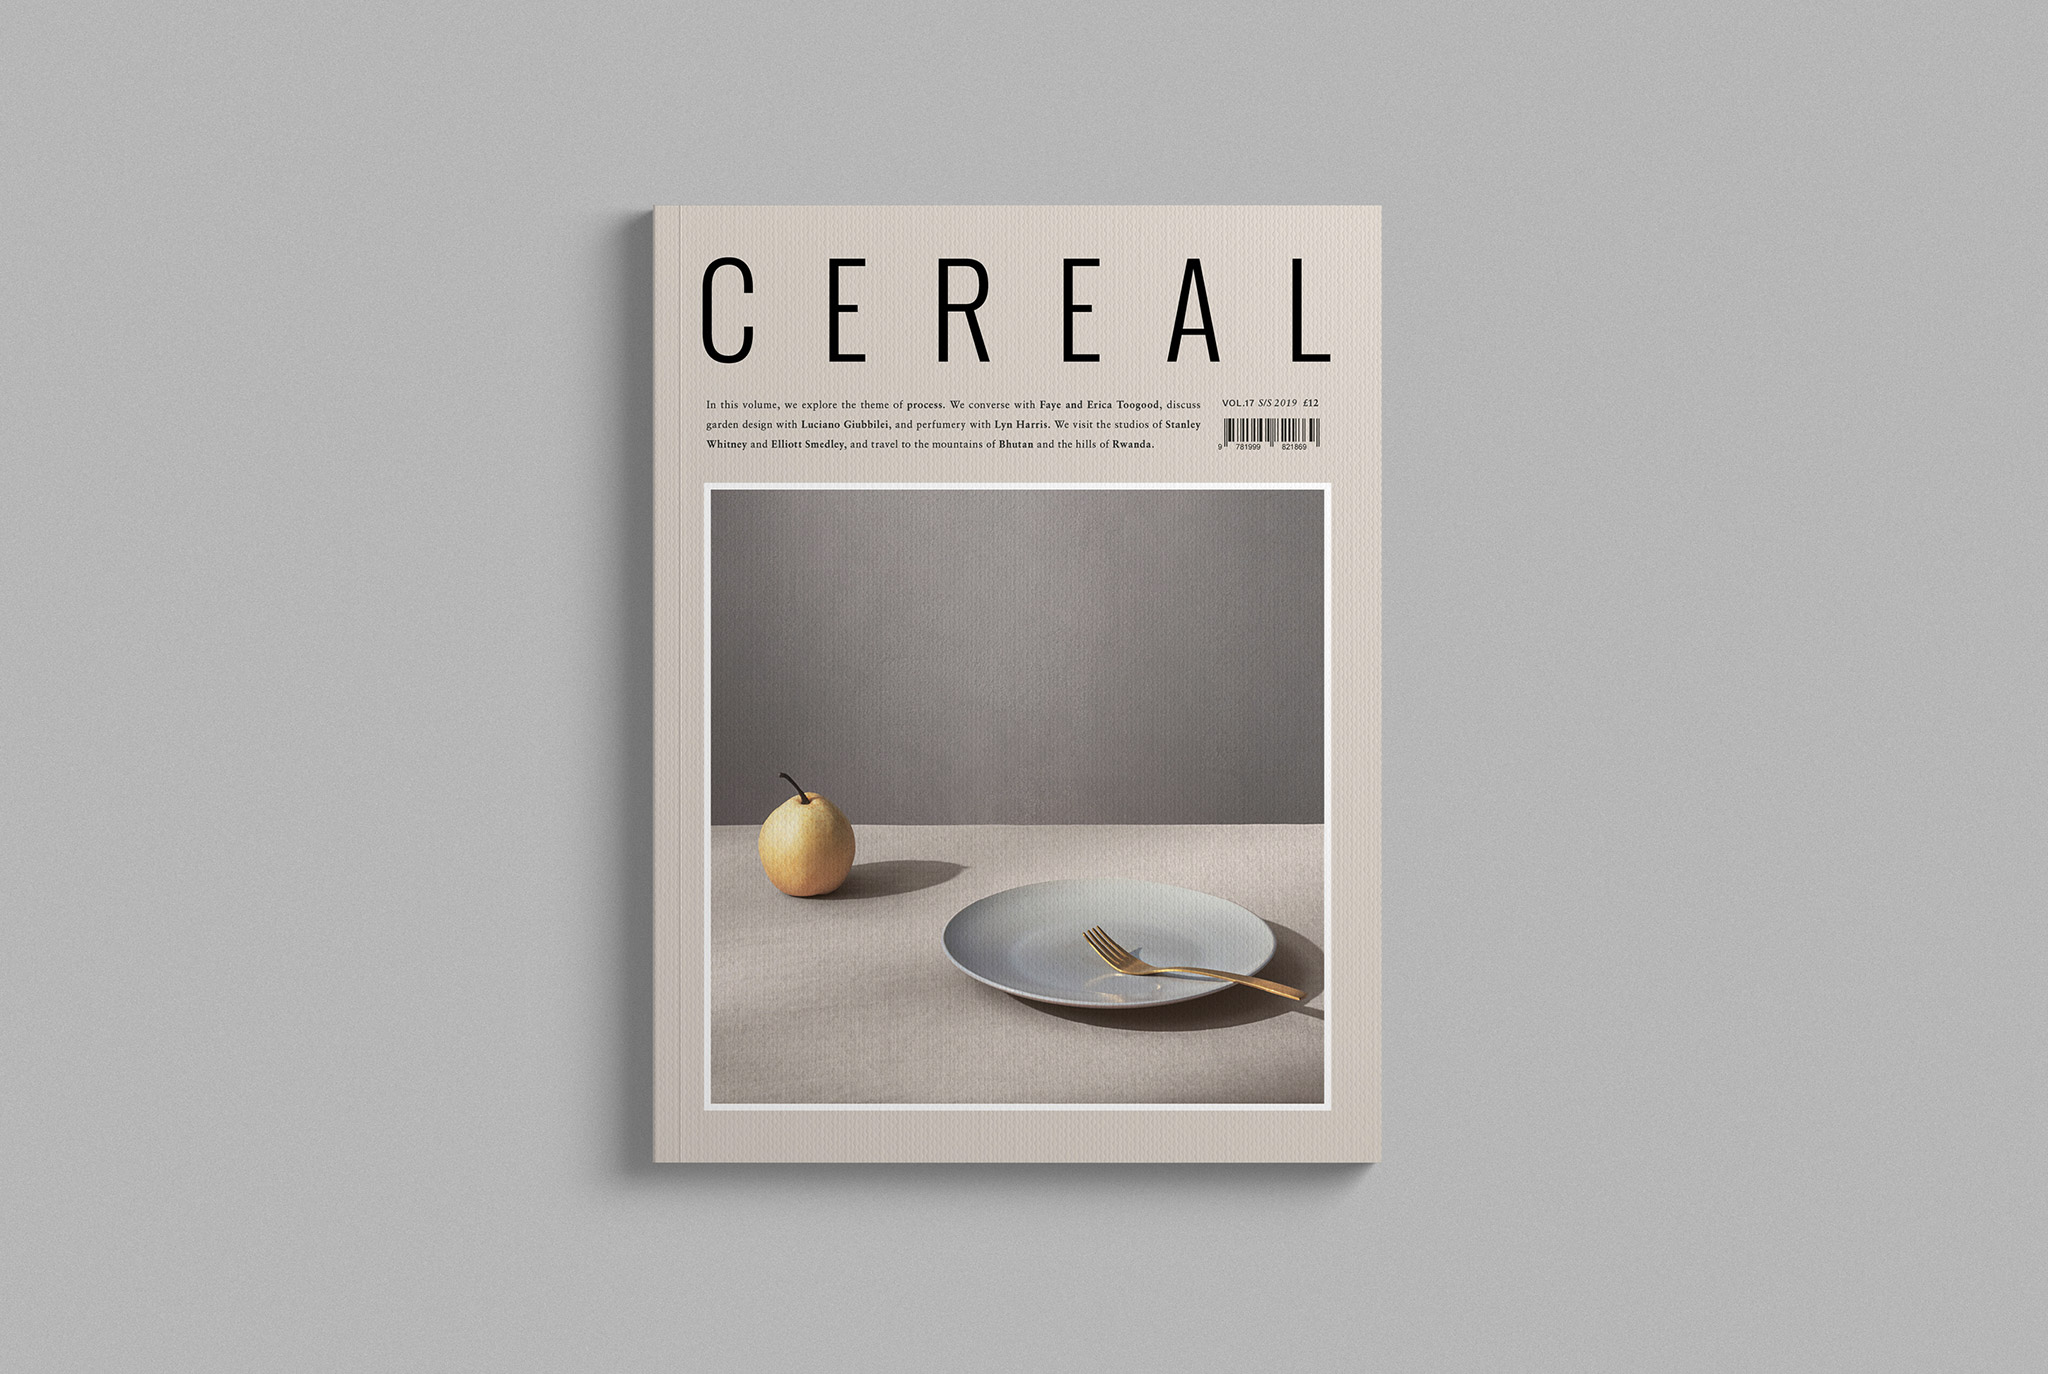 CEREAL
In this volume, we explore the theme of process. We converse with Faye and Erica Toogood, discuss
garden design with Luciano Giubbilei, and perfumery with Lyn Harris. We visit the studios of Stanley
Whitney and Elliott Smedley, and travel to the mountains of Bhutan and the hills of Rwanda.
VOL.17 S/S 2019 £12
9 781999 821869